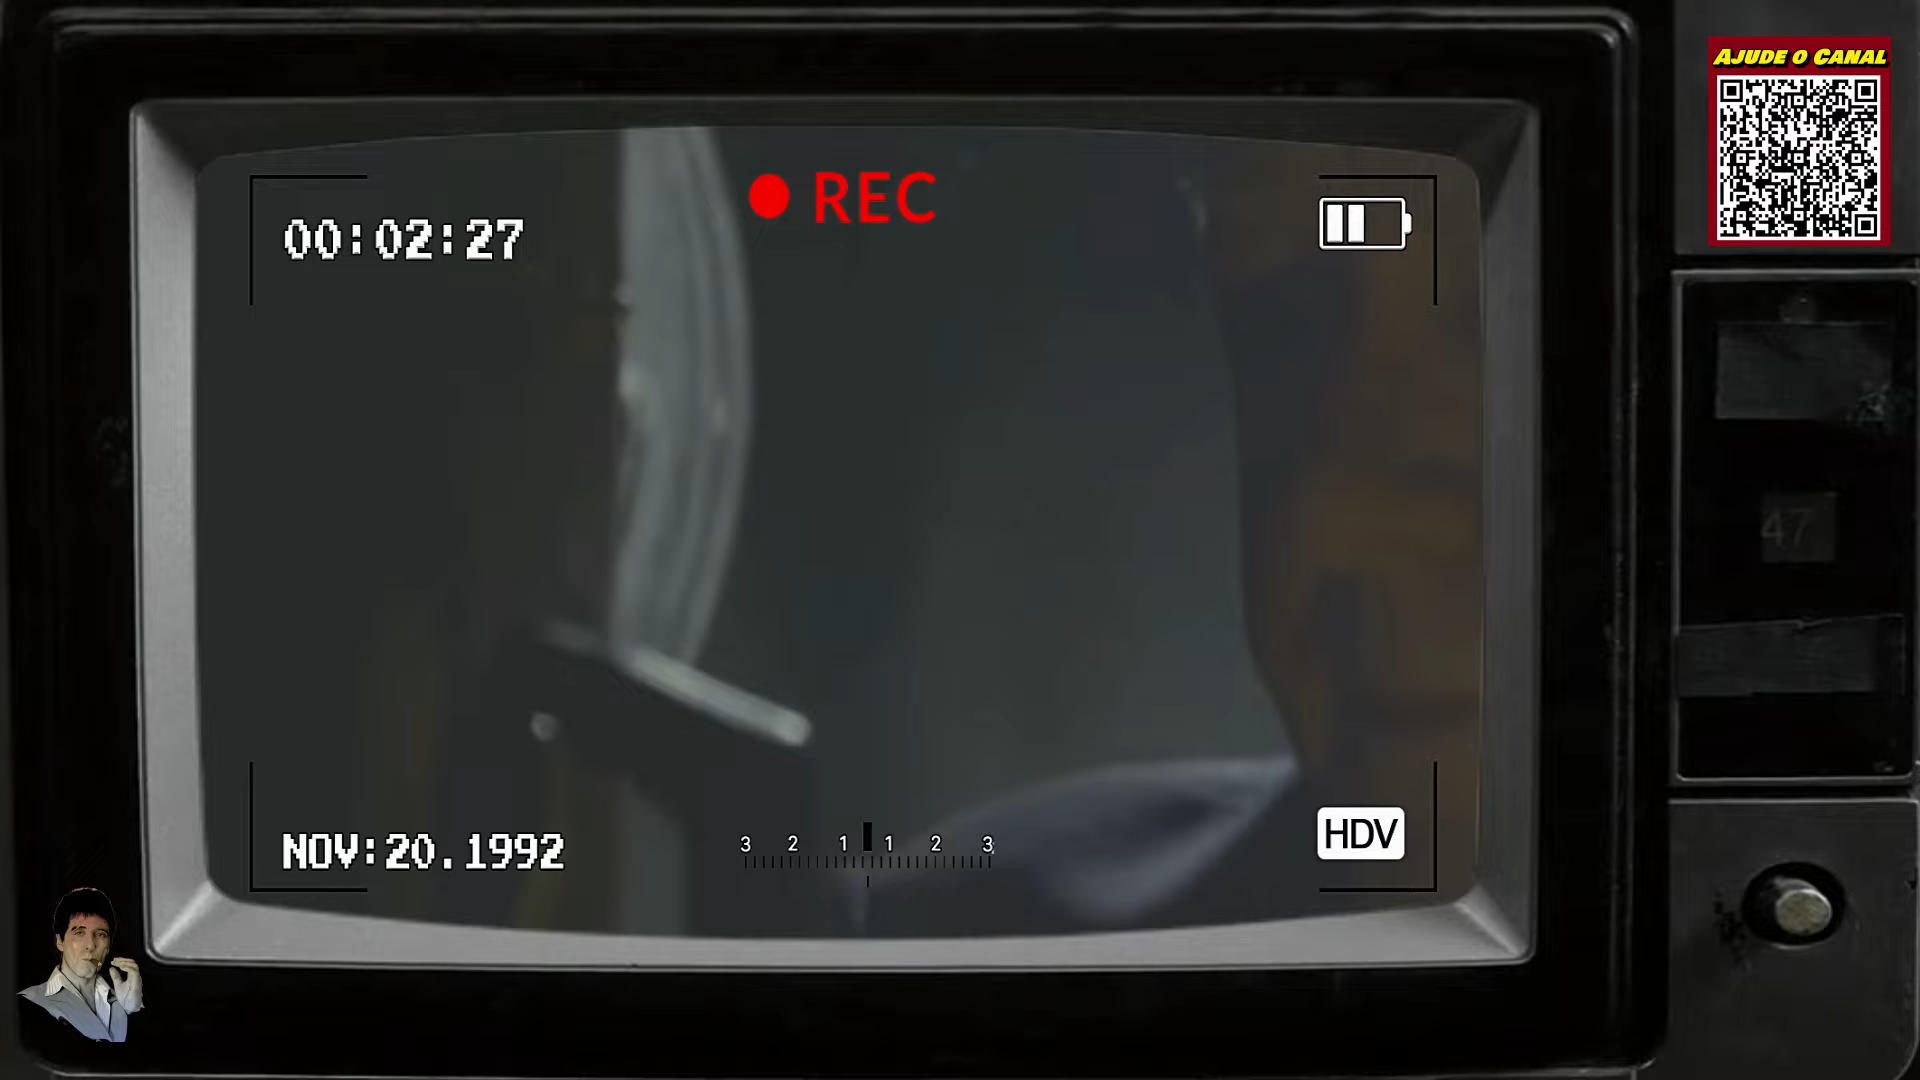 AJUDE O CANAL
REC
00:02:27
47
NOV:20.1992
3 2 1 1 2 3
HDV